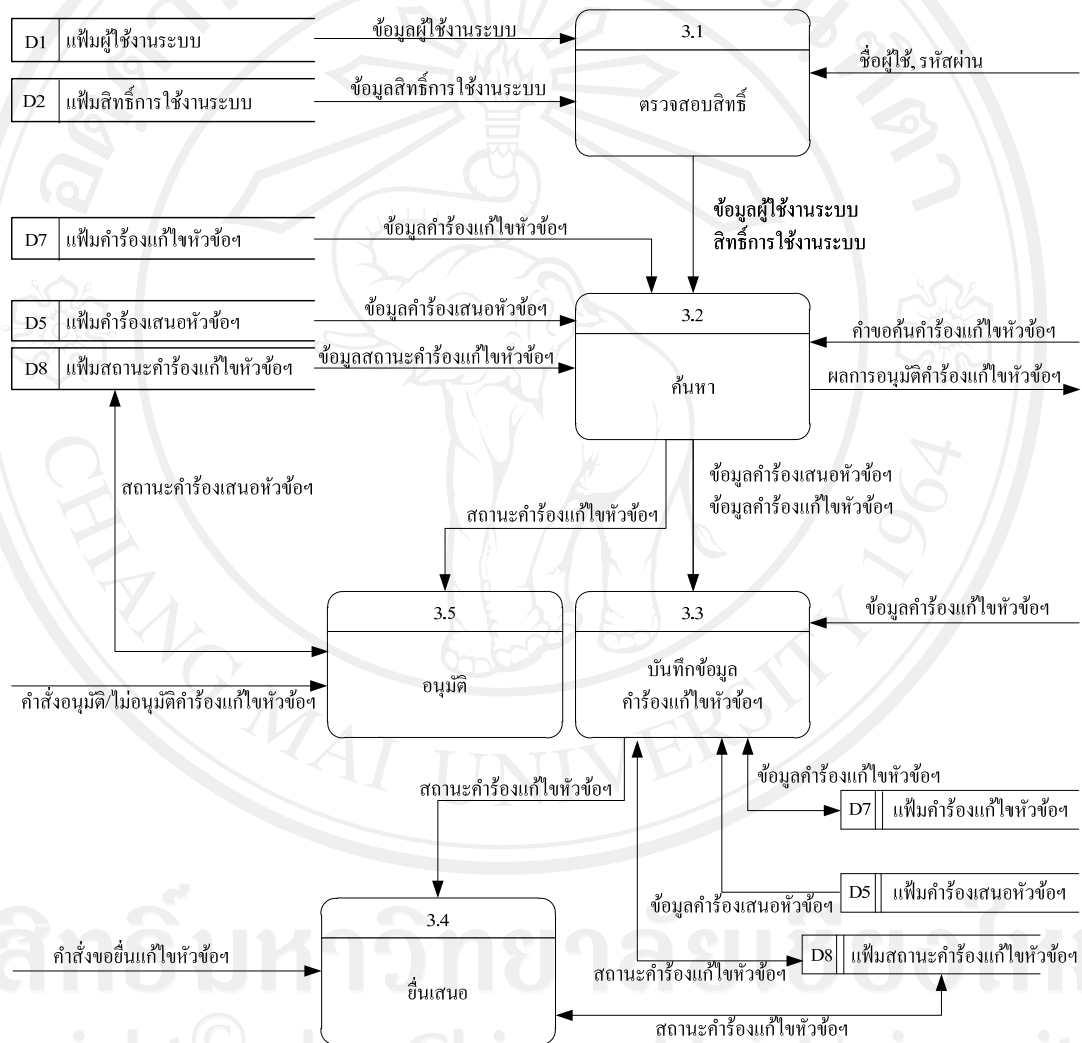 D1 แฟ้มผู้ใช้งานระบบ
ข้อมูลผู้ใช้งานระบบ
3.1
ตรวจสอบสิทธิ์
ชื่อผู้ใช้, รหัสผ่าน
D2 แฟ้มสิทธิ์การใช้งานระบบ
ข้อมูลสิทธิ์การใช้งานระบบ
ข้อมูลผู้ใช้งานระบบ
สิทธิ์การใช้งานระบบ
D7 แฟ้มคำร้องแก้ไขหัวข้อฯ
ข้อมูลคำร้องแก้ไขหัวข้อฯ
D5 แฟ้มคำร้องเสนอหัวข้อฯ
ข้อมูลคำร้องเสนอหัวข้อฯ
3.2
ค้นหา
คำขอค้นคำร้องแก้ไขหัวข้อฯ
D8 แฟ้มสถานะคำร้องแก้ไขหัวข้อฯ
ข้อมูลสถานะคำร้องแก้ไขหัวข้อฯ
ผลการอนุมัติคำร้องแก้ไขหัวข้อฯ
สถานะคำร้องเสนอหัวข้อฯ
ข้อมูลคำร้องเสนอหัวข้อฯ
ข้อมูลคำร้องแก้ไขหัวข้อฯ
สถานะคำร้องแก้ไขหัวข้อฯ
3.5
อนุมัติ
3.3
บันทึกข้อมูล
คำร้องแก้ไขหัวข้อฯ
ข้อมูลคำร้องแก้ไขหัวข้อฯ
คำสั่งอนุมัติ/ไม่อนุมัติคำร้องแก้ไขหัวข้อฯ
สถานะคำร้องแก้ไขหัวข้อฯ
ข้อมูลคำร้องแก้ไขหัวข้อฯ
D7 แฟ้มคำร้องแก้ไขหัวข้อฯ
D5 แฟ้มคำร้องเสนอหัวข้อฯ
ข้อมูลคำร้องเสนอหัวข้อฯ
3.4
ยื่นเสนอ
คำสั่งขอยื่นแก้ไขหัวข้อฯ
D8 แฟ้มสถานะคำร้องแก้ไขหัวข้อฯ
สถานะคำร้องแก้ไขหัวข้อฯ
สถานะคำร้องแก้ไขหัวข้อฯ
CHIANG MAI UNIVERSITY 1964